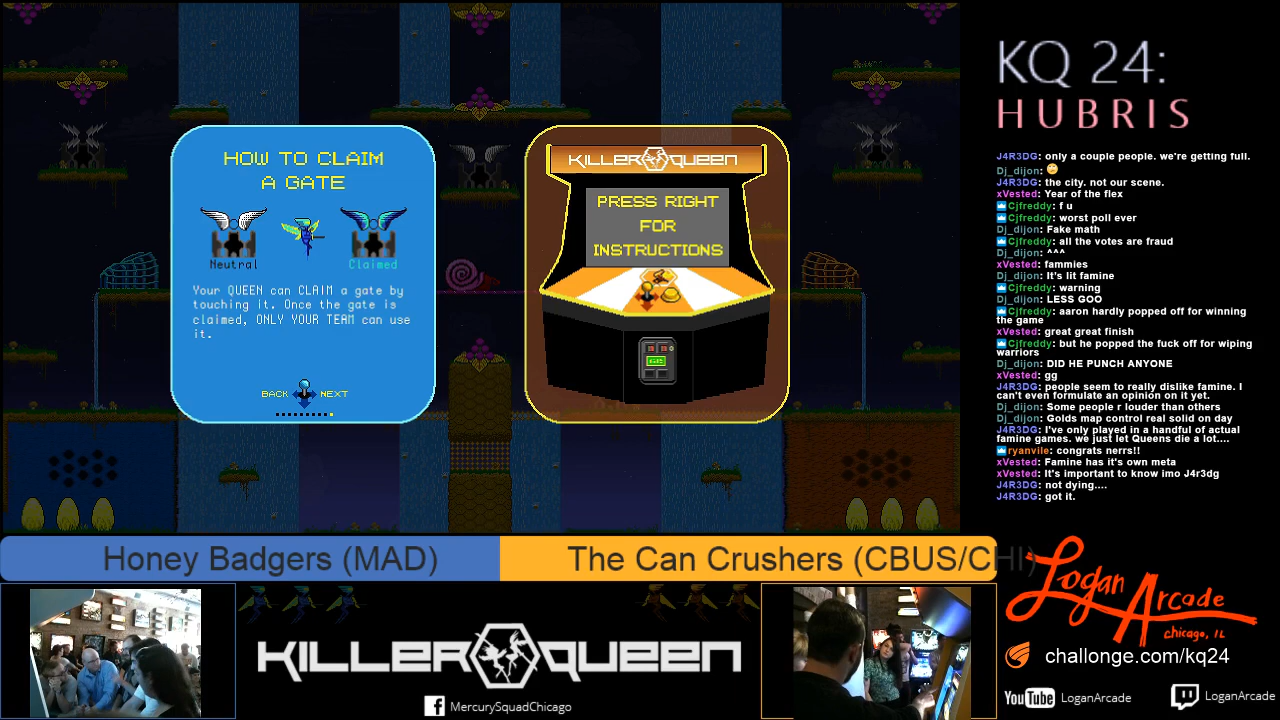 HOW TO CLAIM
A GATE
Neutral
Claimed
Your QUEEN can CLAIM a gate by
touching it. Once the gate is
claimed, ONLY YOUR TEAM can use
it.
BACK NEXT
KILLER QUEEN
PRESS RIGHT
FOR
INSTRUCTIONS
KQ 24:
HUBRIS
J4R3DG: only a couple people. we're getting full.
Dj_dijon:
J4R3DG: the city. not our scene.
xVested: Year of the flex
Cjfreddy: f u
Cjfreddy: worst poll ever
Dj_dijon: Fake math
Cjfreddy: all the votes are fraud
Dj_dijon: ^^^
xVested: fammies
Dj_dijon: It's lit famine
Cjfreddy: warning
Dj_dijon: LESS GOO
Cjfreddy: aaron hardly popped off for winning
the game
xVested: great great finish
Cjfreddy: but he popped the fuck off for wiping
warriors
Dj_dijon: DID HE PUNCH ANYONE
xVested: gg
J4R3DG: people seem to really dislike famine. I
can't even formulate an opinion on it yet.
Dj_dijon: Some people r louder than others
Dj_dijon: Golds map control real solid on day
J4R3DG: I've only played in a handful of actual
famine games. we just let Queens die a lot....
ryanvile: congrats nerrs!!
xVested: Famine has it's own meta
xVested: It's important to know imo J4r3dg
J4R3DG: not dying....
J4R3DG: got it.
Honey Badgers (MAD)
The Can Crushers (CBUS/CHI)
KILLER QUEEN
MercurySquadChicago
Logan
Arcade
chicago, IL
challonge.com/kq24
YouTube LoganArcade
LoganArcade